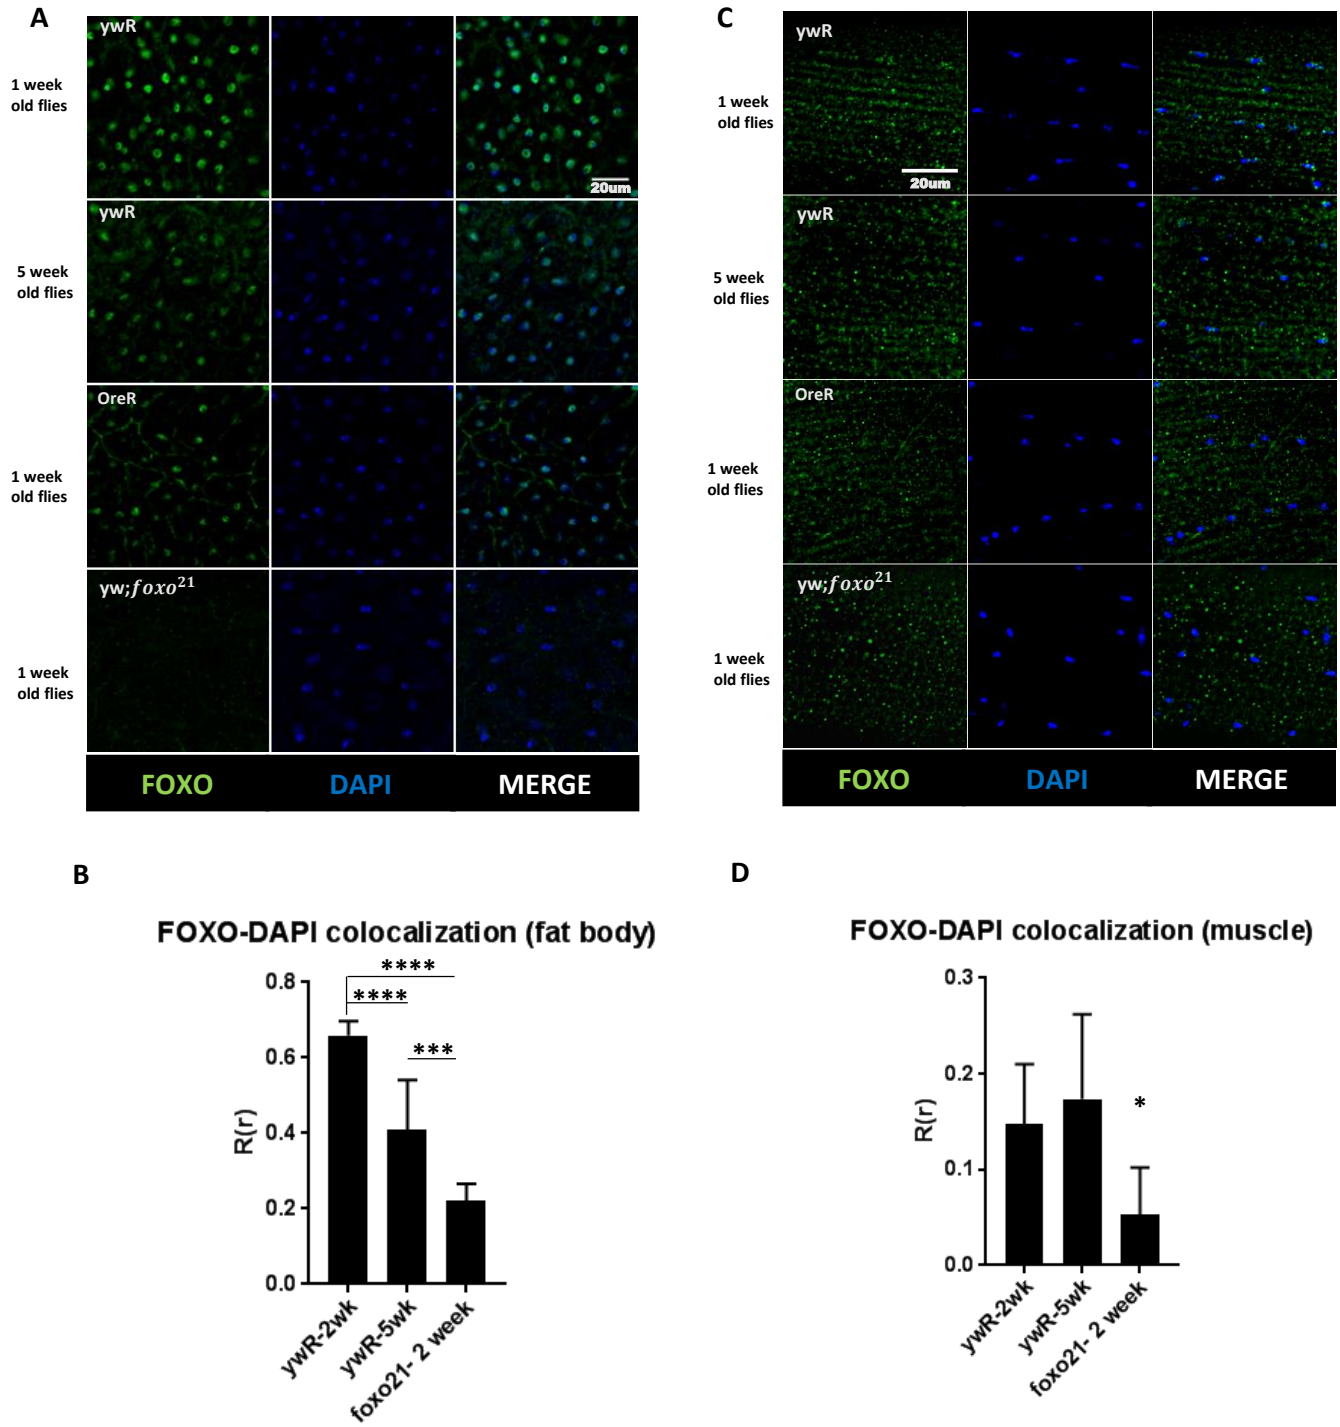 A
ywR
1 week
old flies
20um
ywR
5 week
old flies
OreR
1 week
old flies
yw;foxo²¹
1 week
old flies
FOXO DAPI MERGE
C
ywR
1 week
old flies
20um
ywR
5 week
old flies
OreR
1 week
old flies
yw;foxo²¹
1 week
old flies
FOXO DAPI MERGE
B
FOXO-DAPI colocalization (fat body)
****
****
***
0.8
0.6
0.4
0.2
0.0
R(r)
ywR-2wk
ywR-5wk
foxo21- 2 week
D
FOXO-DAPI colocalization (muscle)
*
0.3
0.2
0.1
0.0
R(r)
ywR-2wk
ywR-5wk
foxo21- 2 week